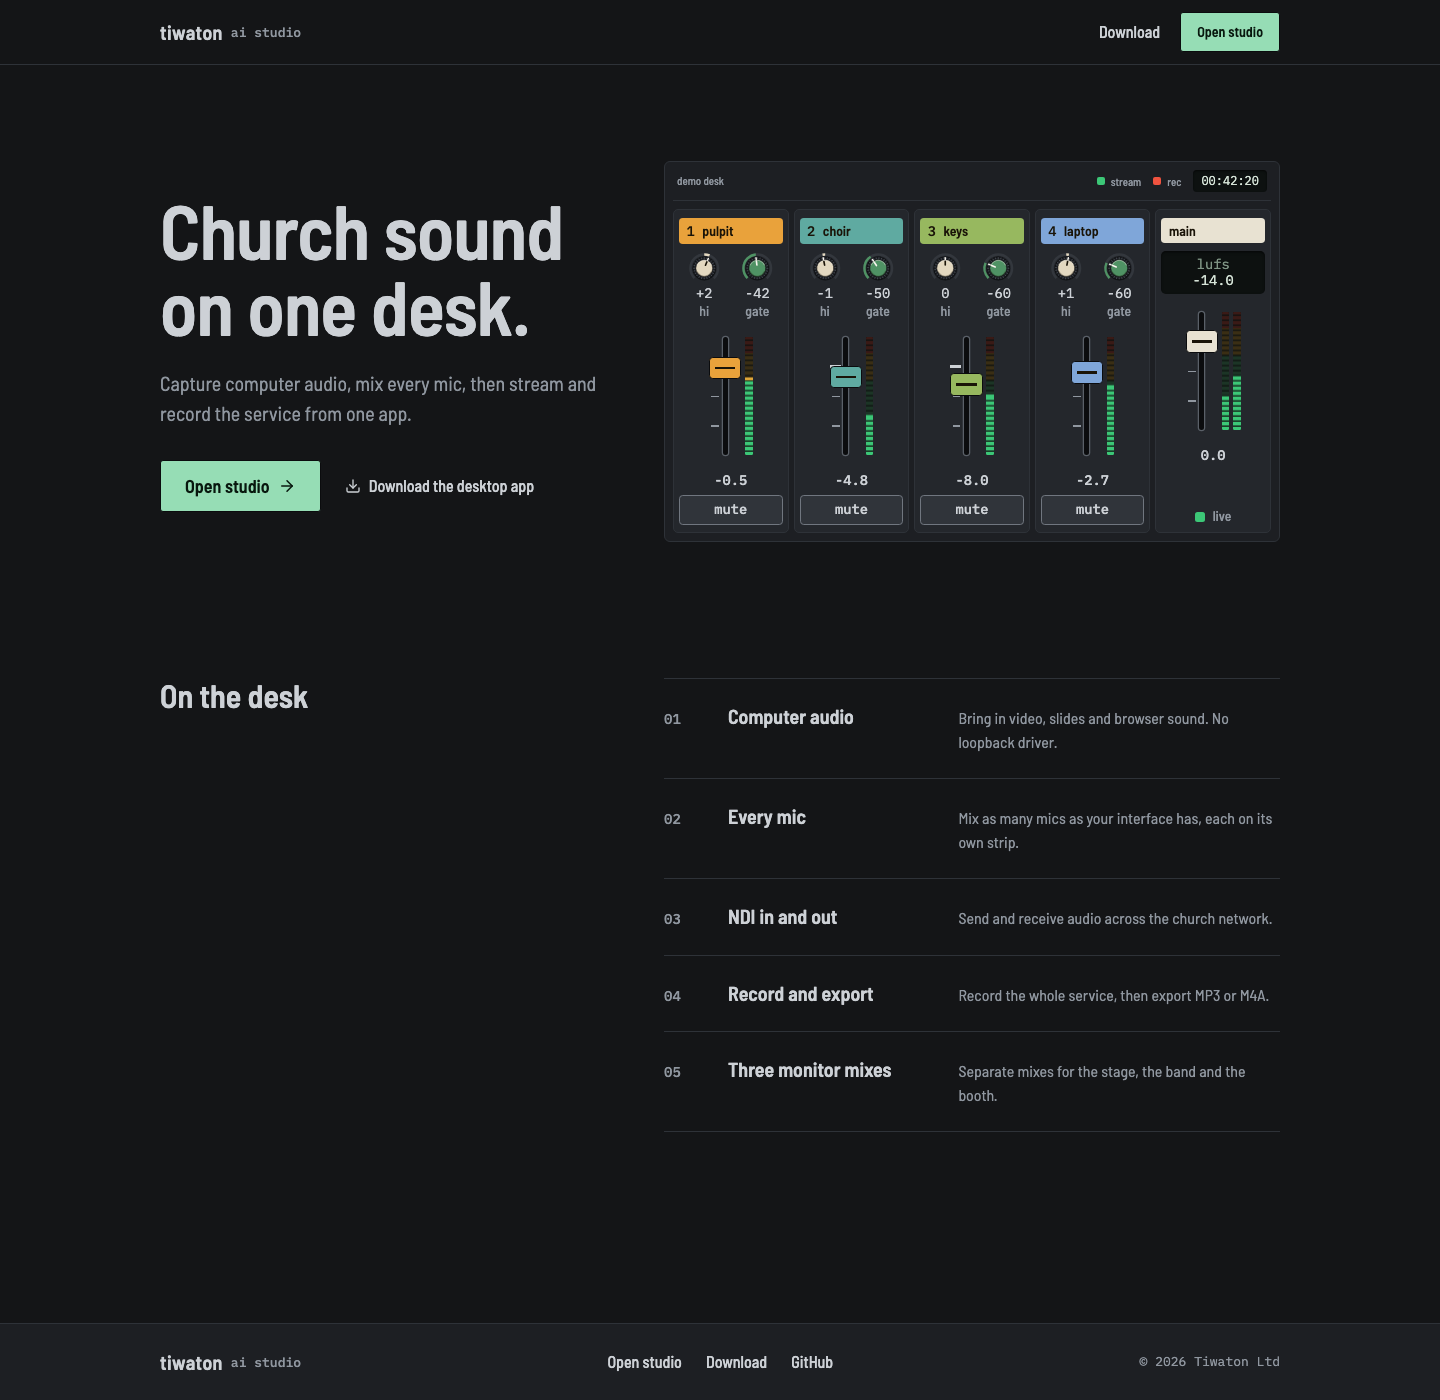 tiwaton ai studio
Download
Open studio
Church sound
on one desk.
Capture computer audio, mix every mic, then stream and
record the service from one app.
Open studio
Download the desktop app
demo desk
stream
rec
00:42:20
1 pulpit
+2 -42
hi gate
-0.5
mute
2 choir
-1 -50
hi gate
-4.8
mute
3 keys
0 -60
hi gate
-8.0
mute
4 laptop
+1 -60
hi gate
-2.7
mute
main
lufs
-14.0
0.0
live
On the desk
01 Computer audio
Bring in video, slides and browser sound. No
loopback driver.
02 Every mic
Mix as many mics as your interface has, each on its
own strip.
03 NDI in and out
Send and receive audio across the church network.
04 Record and export
Record the whole service, then export MP3 or M4A.
05 Three monitor mixes
Separate mixes for the stage, the band and the
booth.
tiwaton ai studio
Open studio Download GitHub
© 2026 Tiwaton Ltd